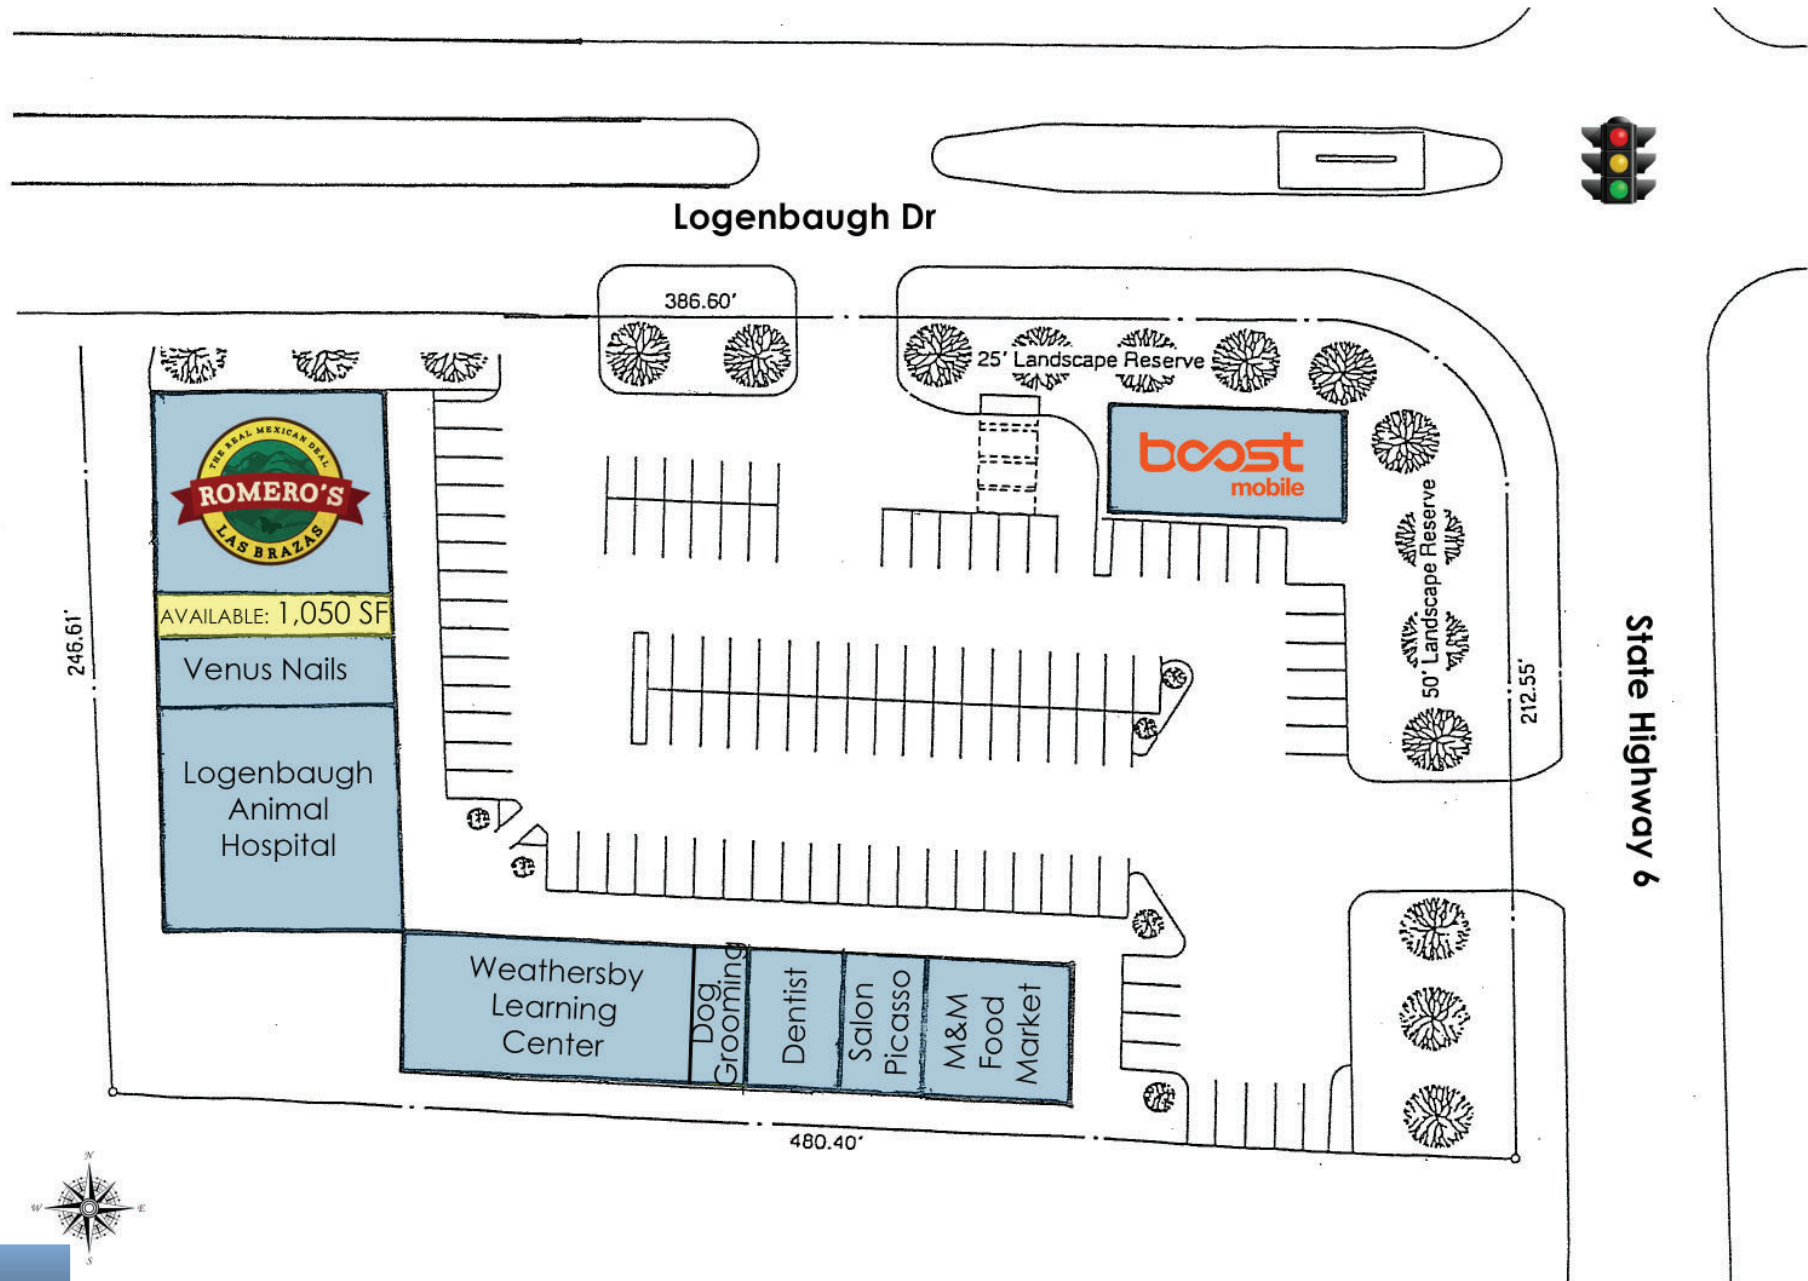 Logenbaugh Dr
386.60'
25' Landscape Reserve
THE REAL MEXICAN DEAL
ROMERO'S
LAS BRAZAS
boost
mobile
AVAILABLE: 1,050 SF
Venus Nails
Logenbaugh
Animal
Hospital
246.61'
50' Landscape Reserve
212.55'
State Highway 6
Weathersby
Learning
Center
Dog
Grooming
Dentist
Salon
Picasso
M&M
Food
Market
480.40'
N
W
E
S